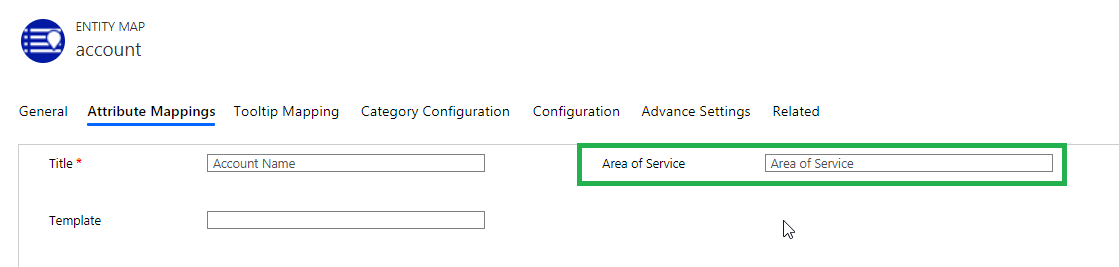 ENTITY MAP
account
General Attribute Mappings Tooltip Mapping Category Configuration Configuration Advance Settings Related
Title * Account Name Area of Service Area of Service
Template